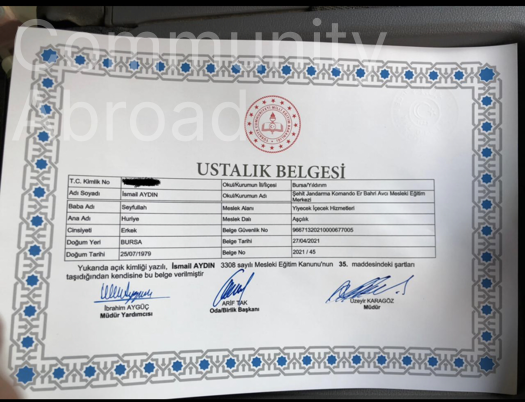 Community
Abroad
USTALIK BELGESİ
T.C. Kimlik No Okul/Kurumun İl/İlçesi Bursa/Yıldırım
Adı Soyadı İsmail AYDIN Okul/Kurumun Adı Şehit Jandarma Komando Er Bahri Avcı Mesleki Eğitim Merkezi
Baba Adı Seyfullah Meslek Alanı Yiyecek İçecek Hizmetleri
Ana Adı Huriye Meslek Dalı Aşçılık
Cinsiyeti Erkek Belge Güvenlik No 96671320210000677005
Doğum Yeri BURSA Belge Tarihi 27/04/2021
Doğum Tarihi 25/07/1979 Belge No 2021 / 45
Yukarıda açık kimliği yazılı, İsmail AYDIN 3308 sayılı Mesleki Eğitim Kanunu'nun 35. maddesindeki şartları
taşıdığından kendisine bu belge verilmiştir
İbrahim AYGÜÇ
Müdür Yardımcısı
ARİF TAK
Oda/Birlik Başkanı
Üzeyir KARAGÖZ
Müdür